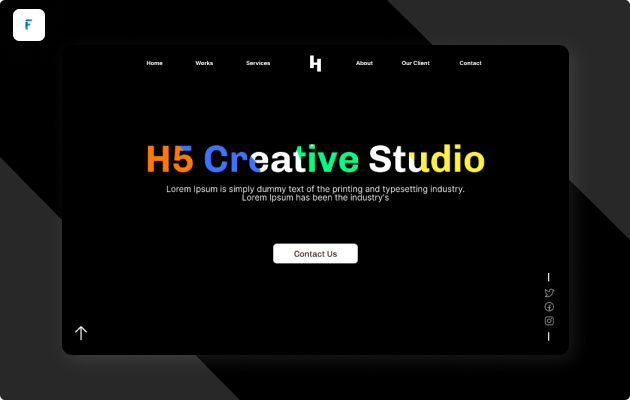 F
Home Works Services H About Our Client Contact
H5 Creative Studio
Lorem Ipsum is simply dummy text of the printing and typesetting industry.
Lorem Ipsum has been the industry's
Contact Us